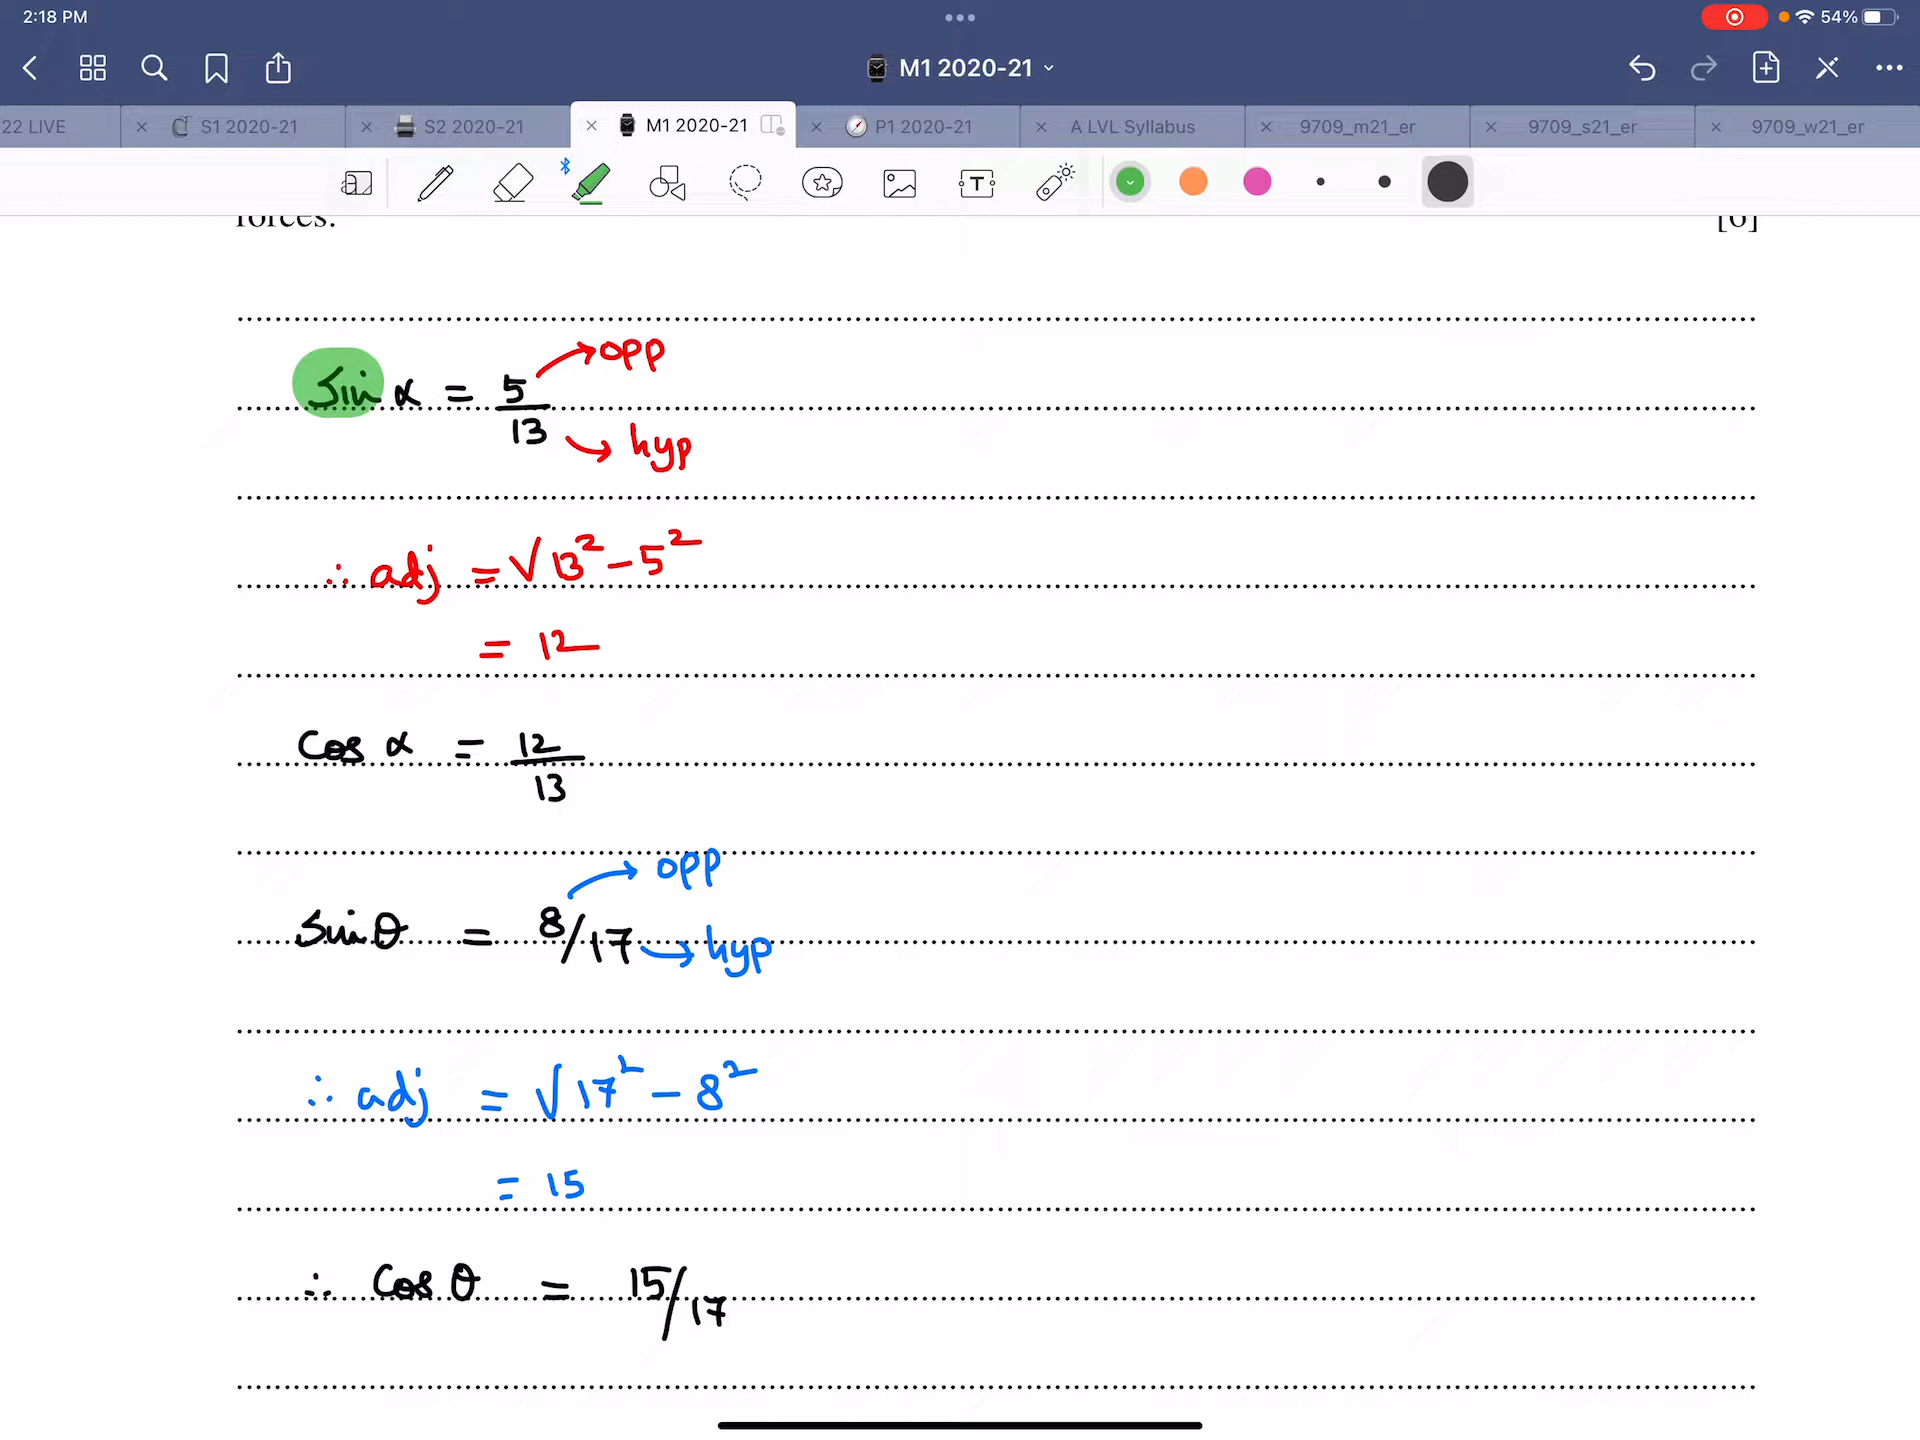 2:18 PM
54%
M1 2020-21
22 LIVE
S1 2020-21
S2 2020-21
M1 2020-21
P1 2020-21
A LVL Syllabus
9709_m21_er
9709_s21_er
9709_w21_er
forces. [6]
sin α = 5/13 → opp → hyp
∴ adj = √13² - 5²
= 12
cos α = 12/13
sin θ = 8/17 → opp → hyp
∴ adj = √17² - 8²
= 15
∴ cos θ = 15/17